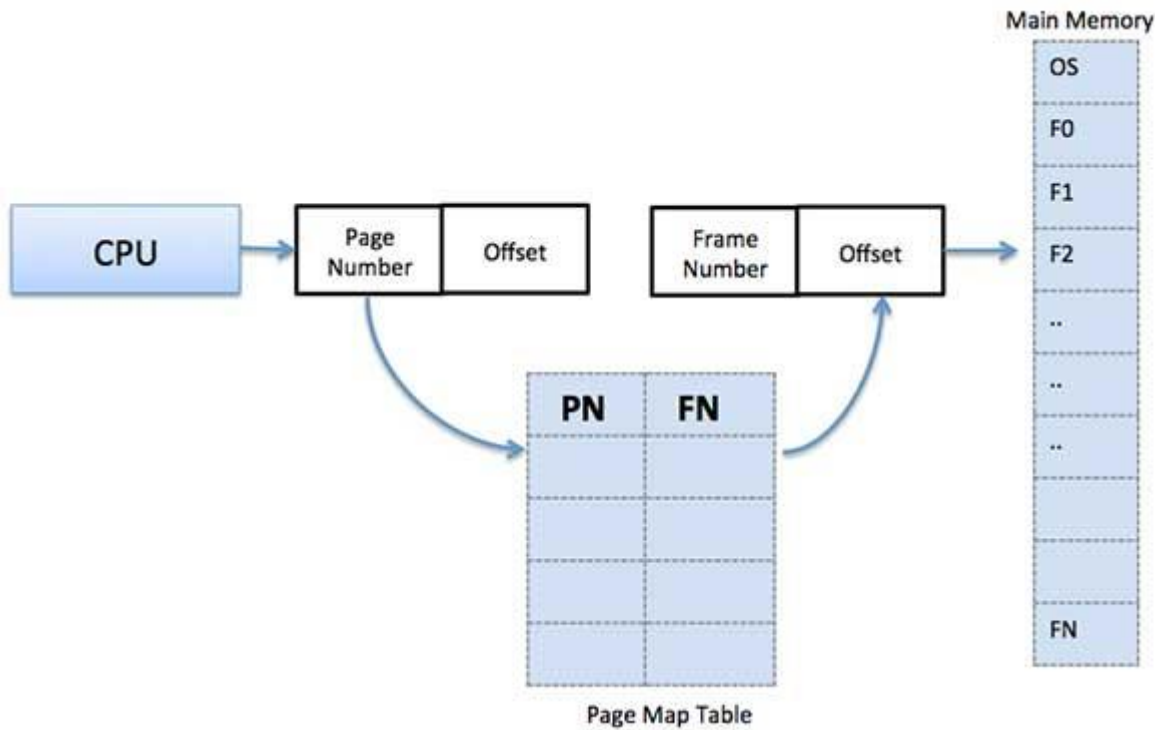 Main Memory
OS
F0
F1
F2
..
..
..
FN
CPU
Page
Number
Offset
Frame
Number
Offset
PN
FN
Page Map Table